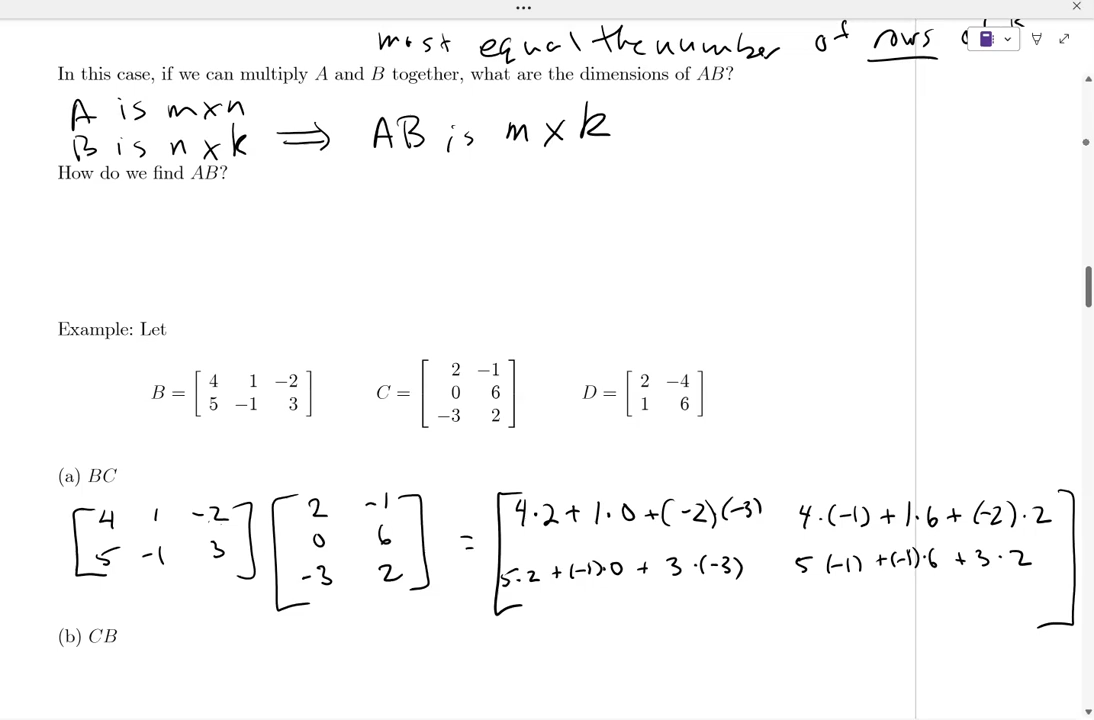 most equal the number of rows
In this case, if we can multiply A and B together, what are the dimensions of AB?
A is m×n
B is n×k ⟹ AB is m×k
How do we find AB?
Example: Let
B = [ 4 1 −2 ; 5 −1 3 ] C = [ 2 −1 ; 0 6 ; −3 2 ] D = [ 2 −4 ; 1 6 ]
(a) BC
[ 4 1 -2 ; 5 -1 3 ] [ 2 -1 ; 0 6 ; -3 2 ] = [ 4·2 + 1·0 + (-2)(-3) 4·(-1) + 1·6 + (-2)·2 ; 5·2 + (-1)·0 + 3·(-3) 5(-1) + (-1)·6 + 3·2 ]
(b) CB